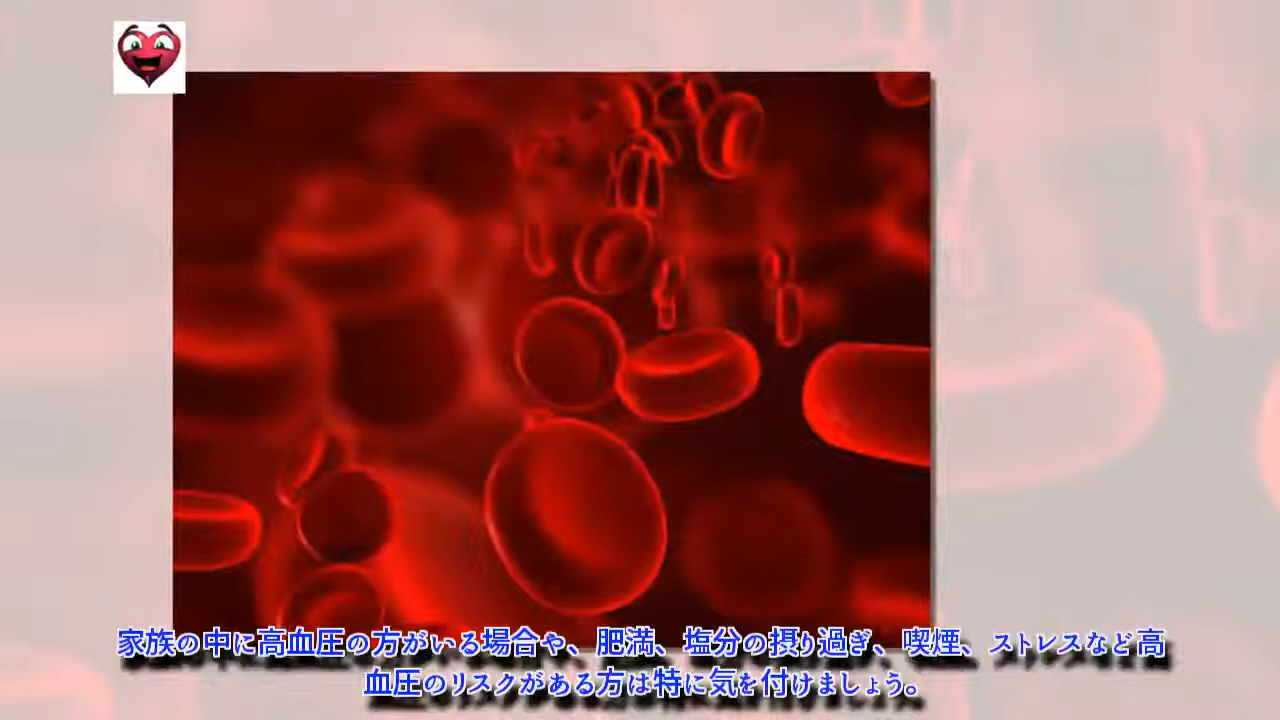 家族の中に高血圧の方がいる場合や、肥満、塩分の摂り過ぎ、喫煙、ストレスなど高
血圧のリスクがある方は特に気を付けましょう。